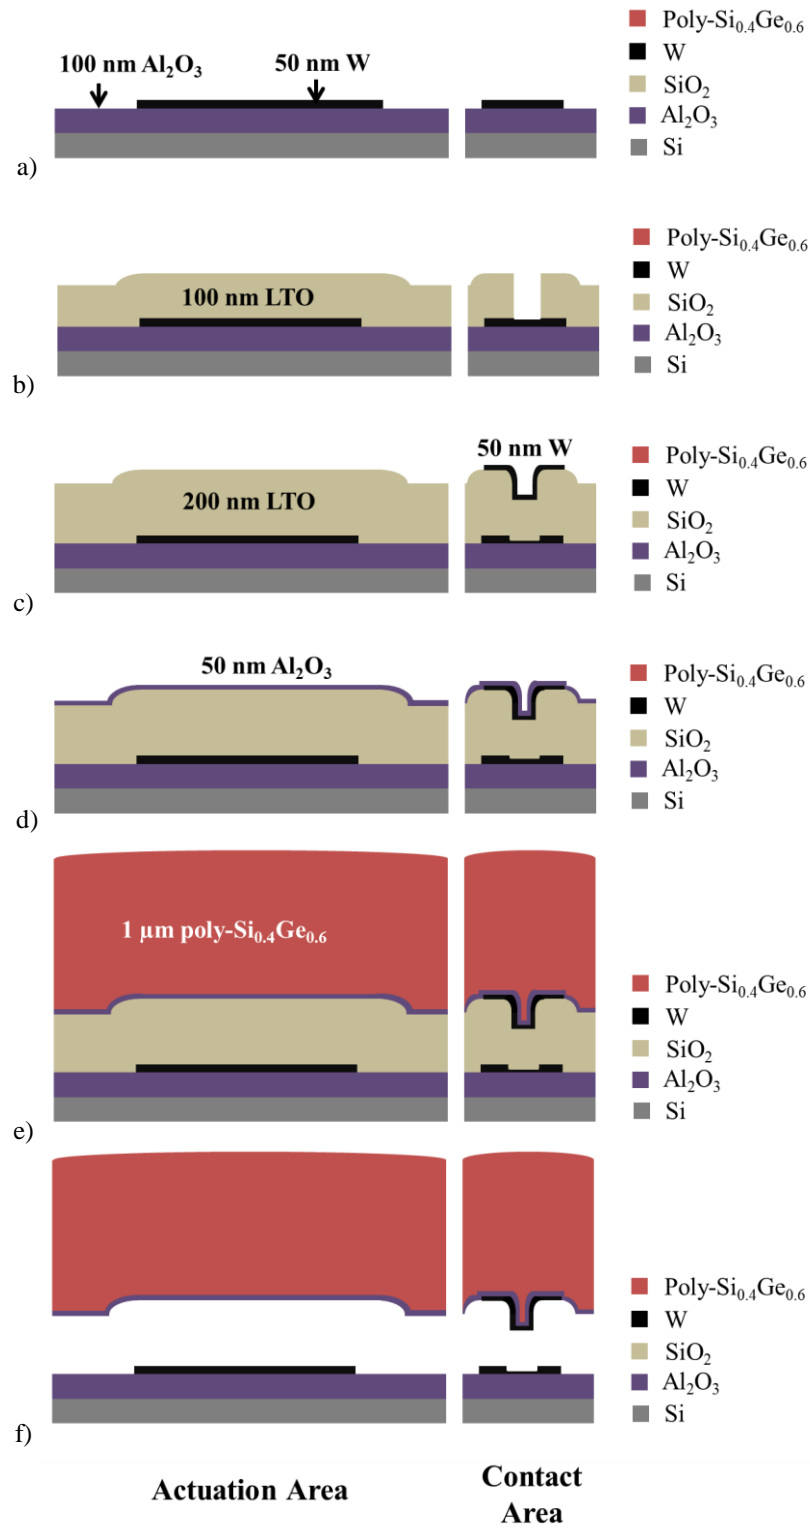 Poly-Si0.4Ge0.6
100 nm Al2O3 50 nm W
W
SiO2
Al2O3
Si
a)
Poly-Si0.4Ge0.6
W
100 nm LTO
SiO2
Al2O3
Si
b)
50 nm W
Poly-Si0.4Ge0.6
W
200 nm LTO
SiO2
Al2O3
Si
c)
50 nm Al2O3
Poly-Si0.4Ge0.6
W
SiO2
Al2O3
Si
d)
1 µm poly-Si0.4Ge0.6
Poly-Si0.4Ge0.6
W
SiO2
Al2O3
Si
e)
Poly-Si0.4Ge0.6
W
SiO2
Al2O3
Si
f)
Actuation Area
Contact
Area